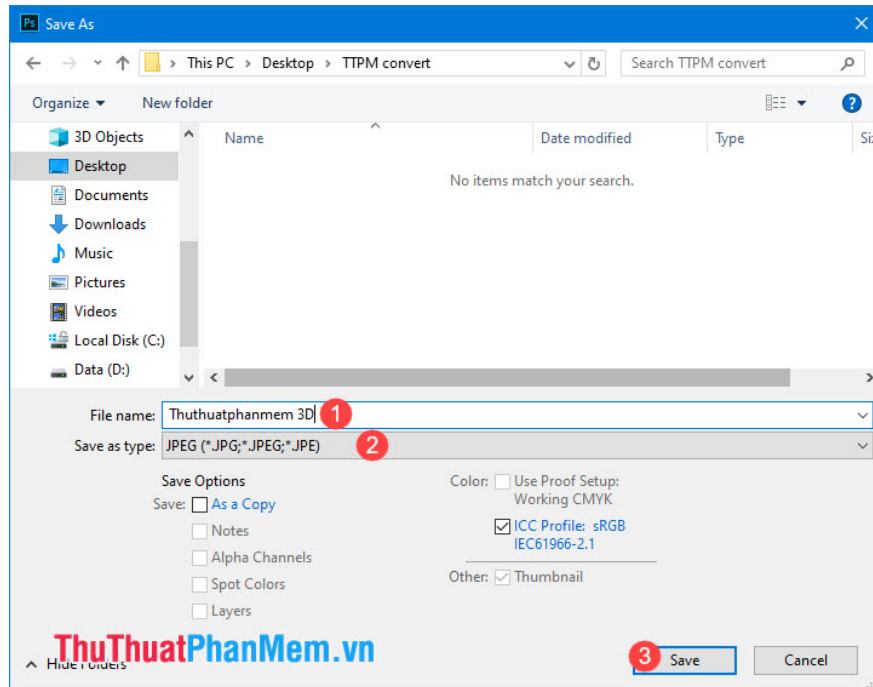 Ps Save As
This PC > Desktop > TTPM convert
Search TTPM convert
Organize
New folder
?
3D Objects
Desktop
Documents
Downloads
Music
Pictures
Videos
Local Disk (C:)
Data (D:)
Name
Date modified
Type
No items match your search.
File name: Thuthuatphanmem 3D 1
Save as type: JPEG (*.JPG;*.JPEG;*.JPE) 2
Save Options
Save: As a Copy
Notes
Alpha Channels
Spot Colors
Layers
Color: Use Proof Setup:
Working CMYK
ICC Profile: sRGB
IEC61966-2.1
Other: Thumbnail
ThuThuatPhanMem.vn
Hide Folders
3 Save
Cancel